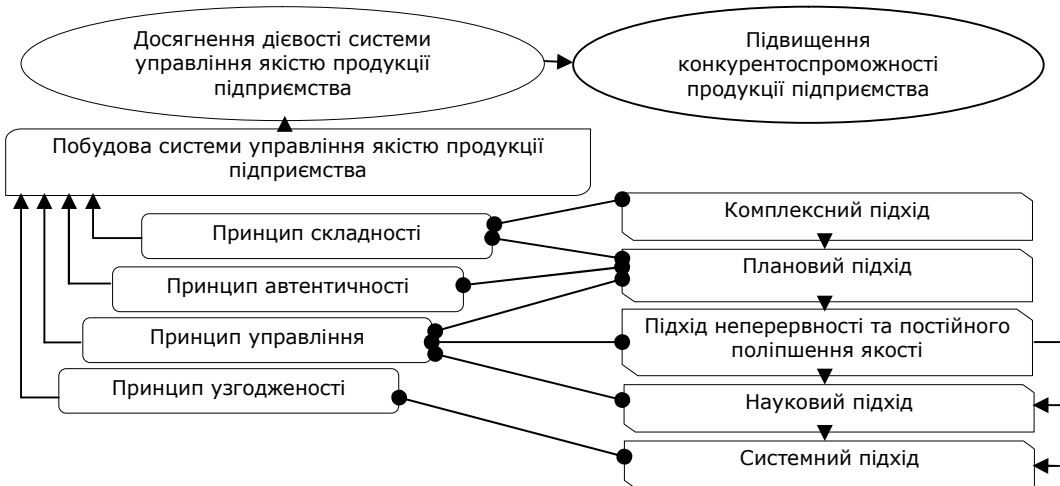 Досягнення дієвості системи
управління якістю продукції
підприємства
Підвищення
конкурентоспроможності
продукції підприємства
Побудова системи управління якістю продукції
підприємства
Принцип складності
Принцип автентичності
Принцип управління
Принцип узгодженості
Комплексний підхід
Плановий підхід
Підхід неперервності та постійного
поліпшення якості
Науковий підхід
Системний підхід